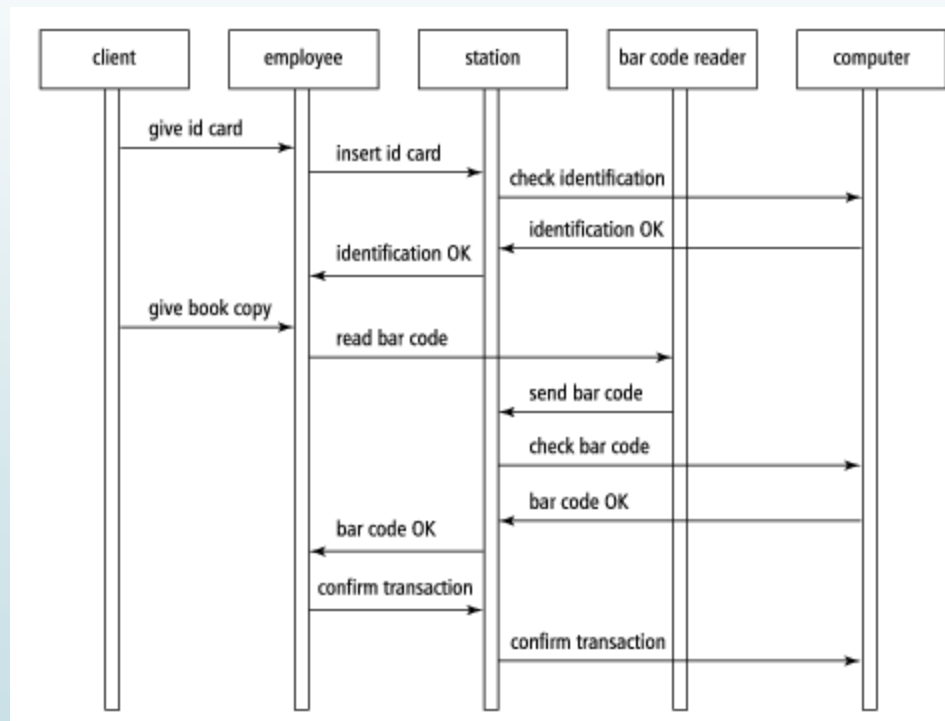 client
employee
station
bar code reader
computer
give id card
insert id card
check identification
identification OK
identification OK
give book copy
read bar code
send bar code
check bar code
bar code OK
bar code OK
confirm transaction
confirm transaction